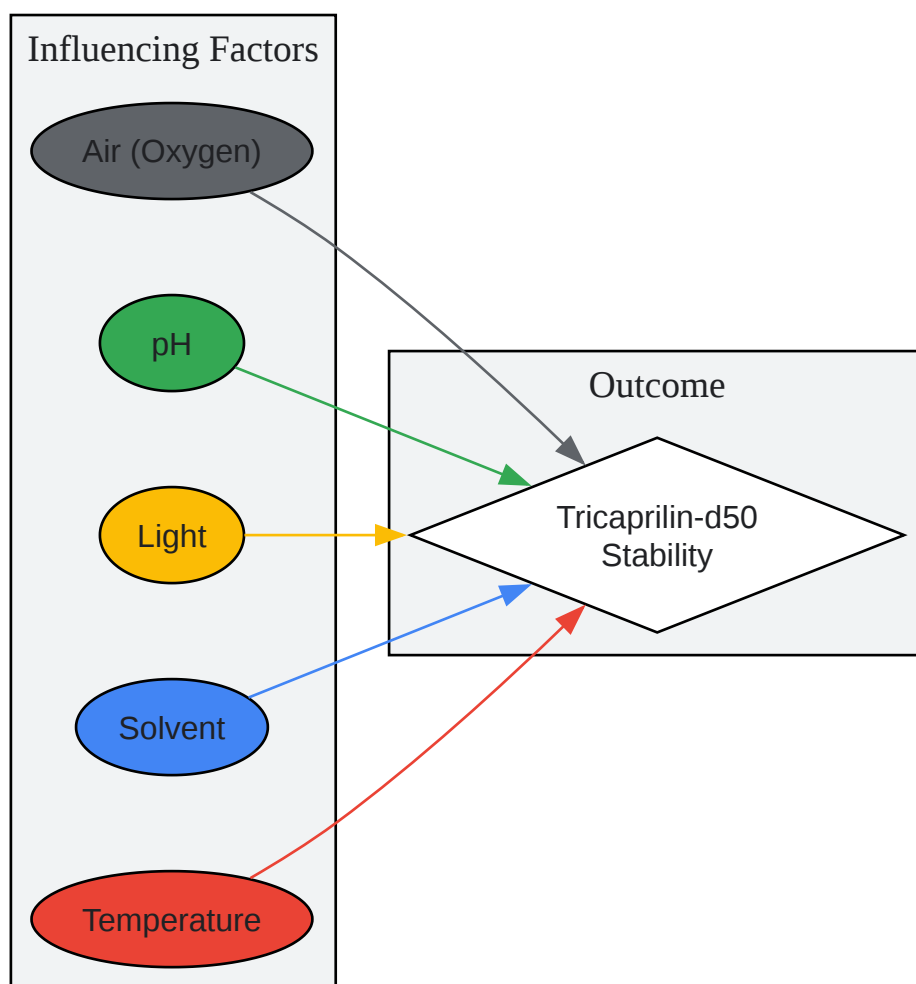 Influencing Factors
Air (Oxygen)
pH
Light
Solvent
Temperature
Outcome
Tricaprilin-d50
Stability